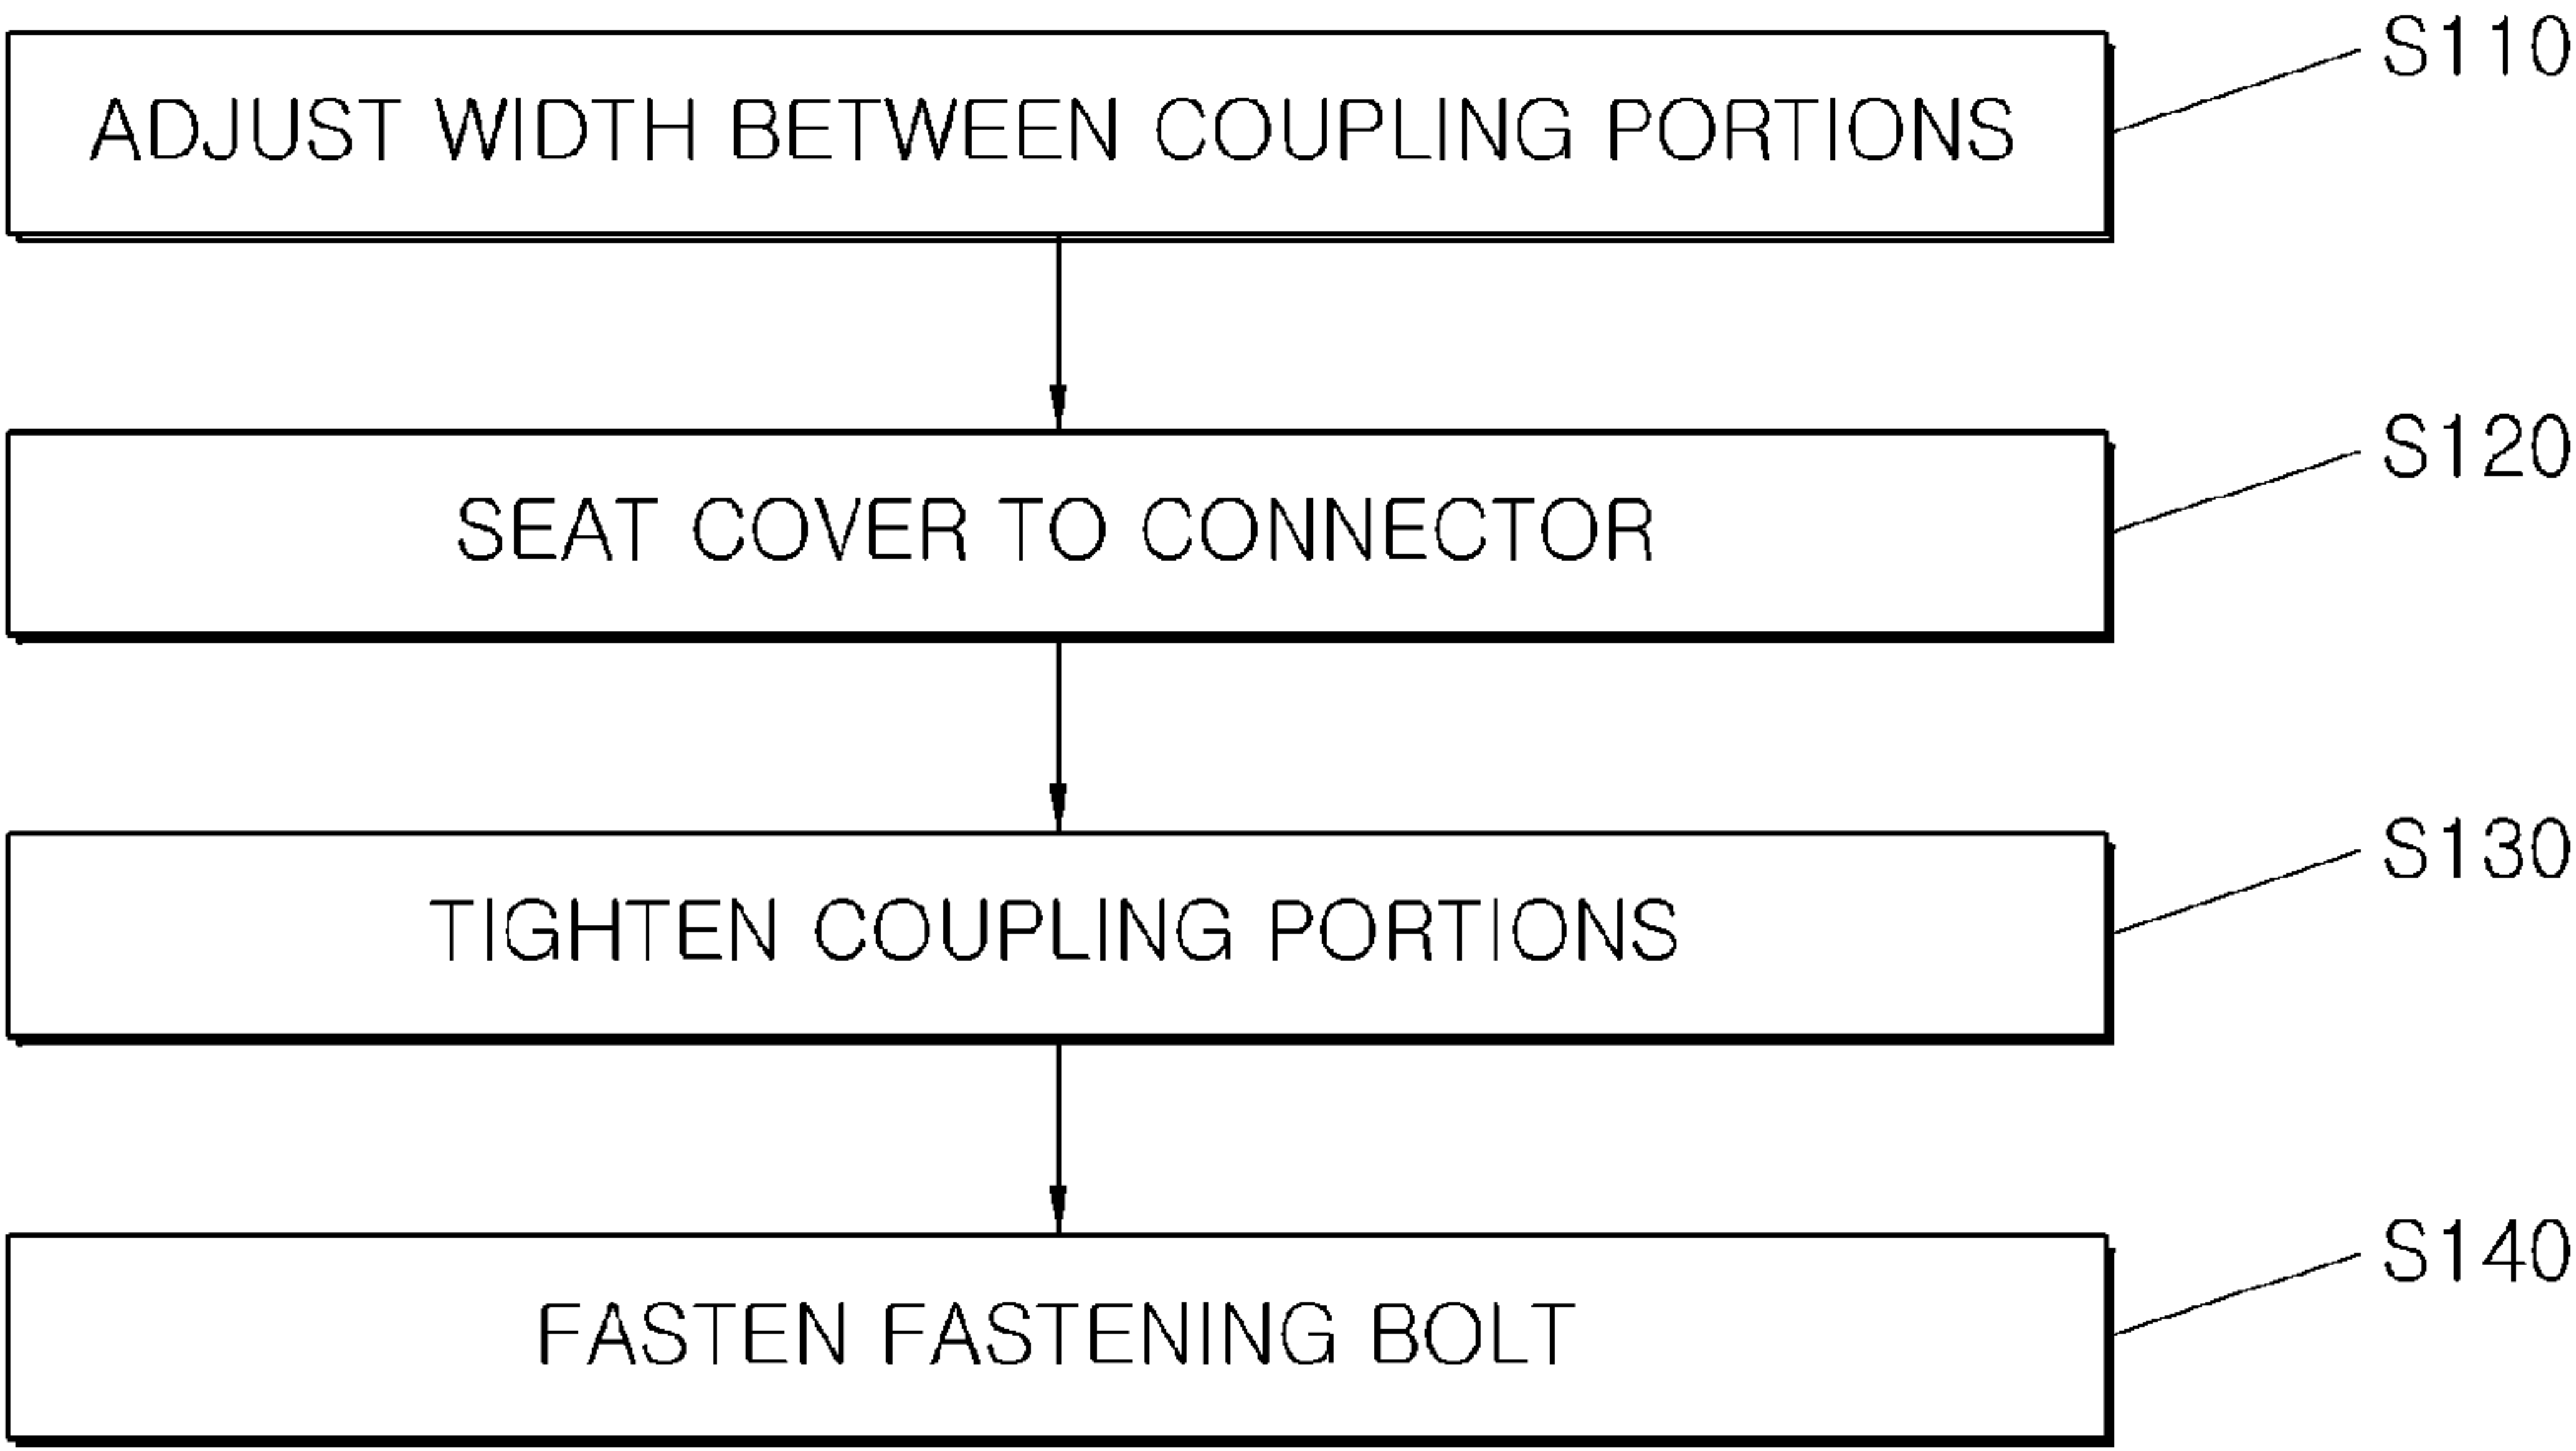 S110
ADJUST WIDTH BETWEEN COUPLING PORTIONS
S120
SEAT COVER TO CONNECTOR
S130
TIGHTEN COUPLING PORTIONS
S140
FASTEN FASTENING BOLT